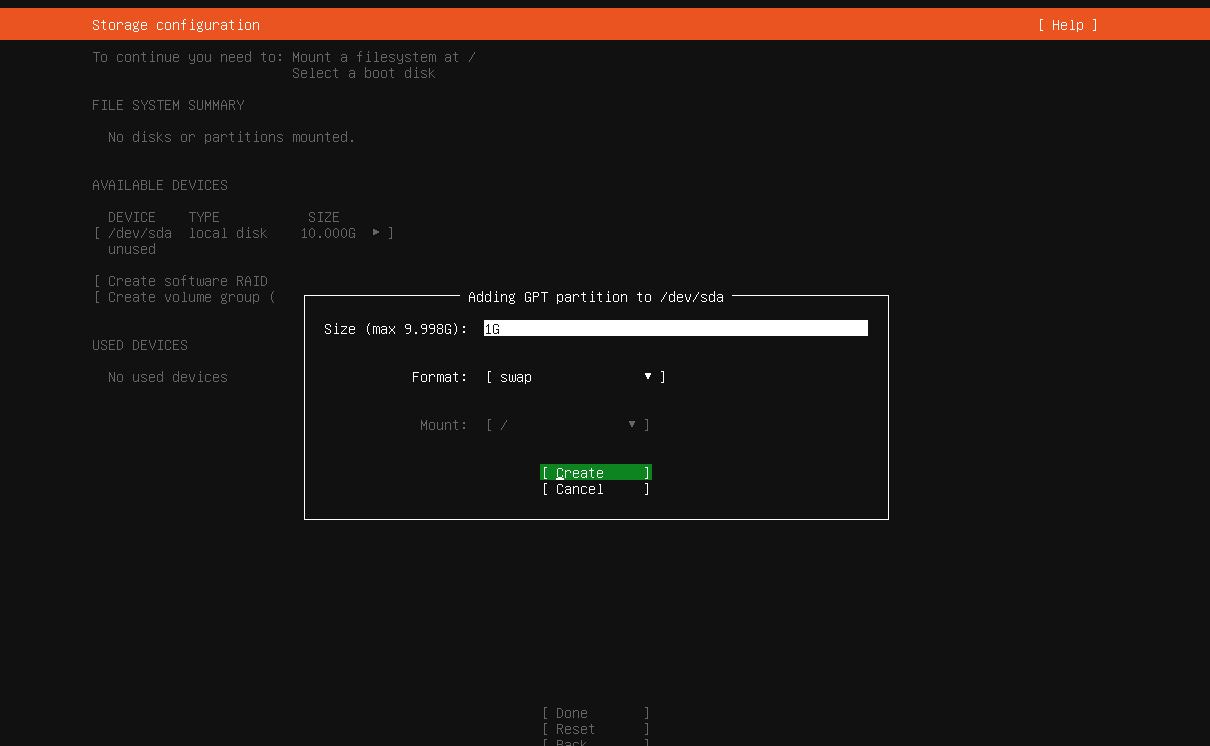 Storage configuration [ Help ]
To continue you need to: Mount a filesystem at /
Select a boot disk
FILE SYSTEM SUMMARY
No disks or partitions mounted.
AVAILABLE DEVICES
DEVICE TYPE SIZE
[ /dev/sda local disk 10.000G ► ]
unused
[ Create software RAID
[ Create volume group (
Adding GPT partition to /dev/sda
Size (max 9.998G): 1G
USED DEVICES
No used devices
Format: [ swap ▼ ]
Mount: [ / ▼ ]
[ Create ]
[ Cancel ]
[ Done ]
[ Reset ]
[ Back ]